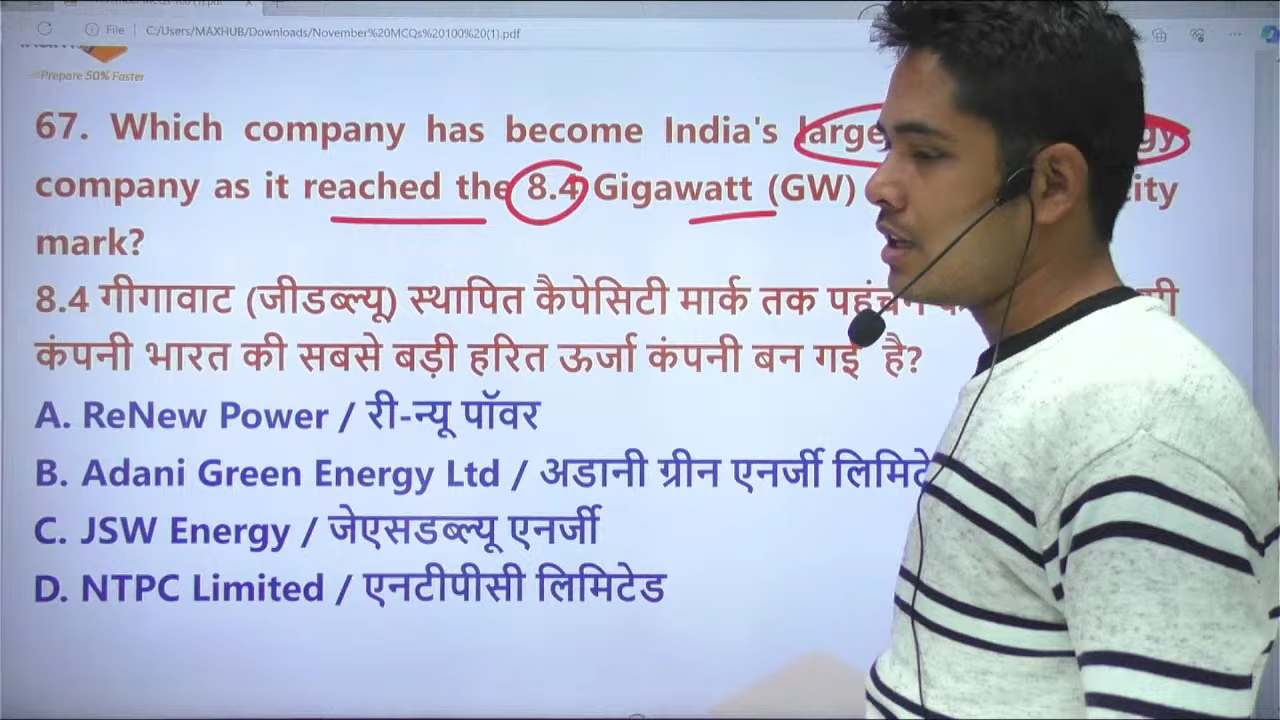 File C:/Users/MAXHUB/Downloads/November%20MCQs%20100%20(1).pdf
Prepare 50% Faster
67. Which company has become India's large gy
company as it reached the 8.4 Gigawatt (GW) city
mark?
8.4 गीगावाट (जीडब्ल्यू) स्थापित कैपेसिटी मार्क तक
कंपनी भारत की सबसे बड़ी हरित ऊर्जा कंपनी बन गई है?
A. ReNew Power / री-न्यू पॉवर
B. Adani Green Energy Ltd / अडानी ग्रीन एनर्जी
C. JSW Energy / जेएसडब्ल्यू एनर्जी
D. NTPC Limited / एनटीपीसी लिमिटेड